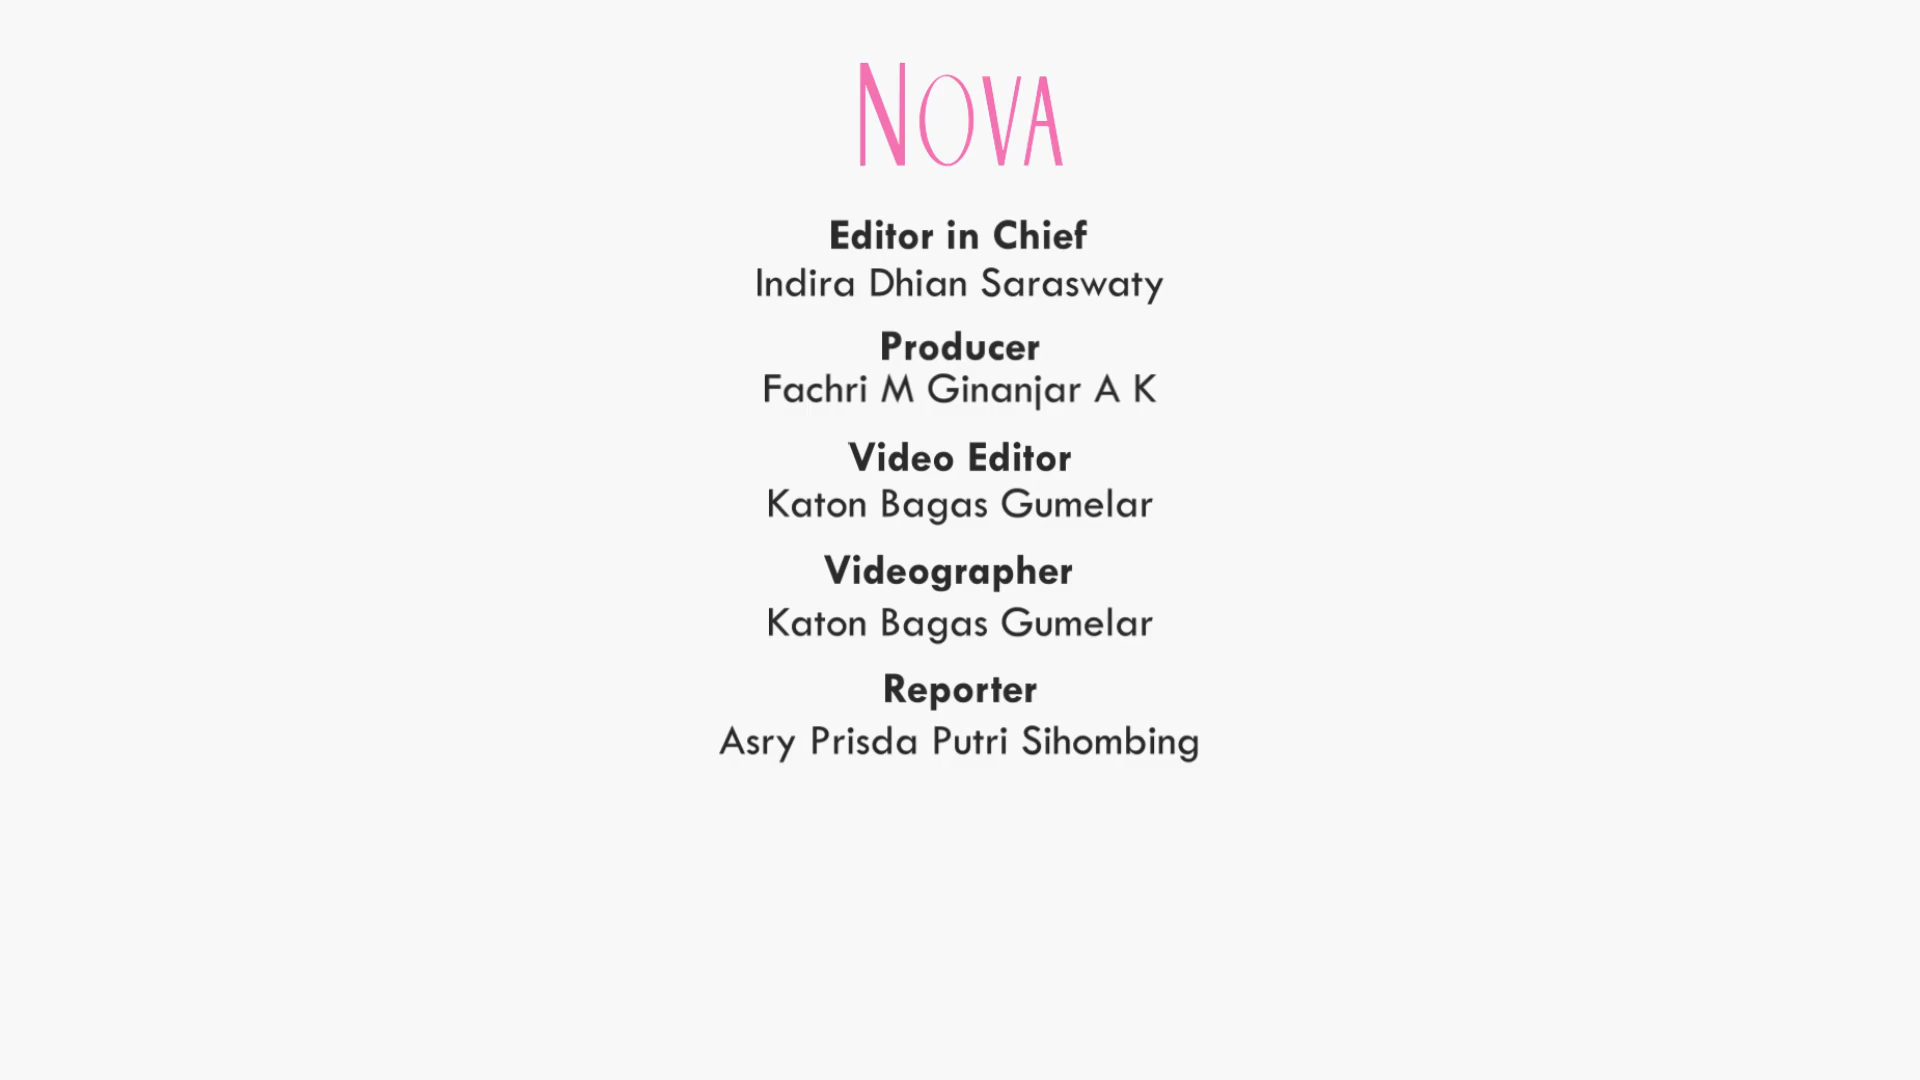 NOVA
Editor in Chief
Indira Dhian Saraswaty
Producer
Fachri M Ginanjar A K
Video Editor
Katon Bagas Gumelar
Videographer
Katon Bagas Gumelar
Reporter
Asry Prisda Putri Sihombing